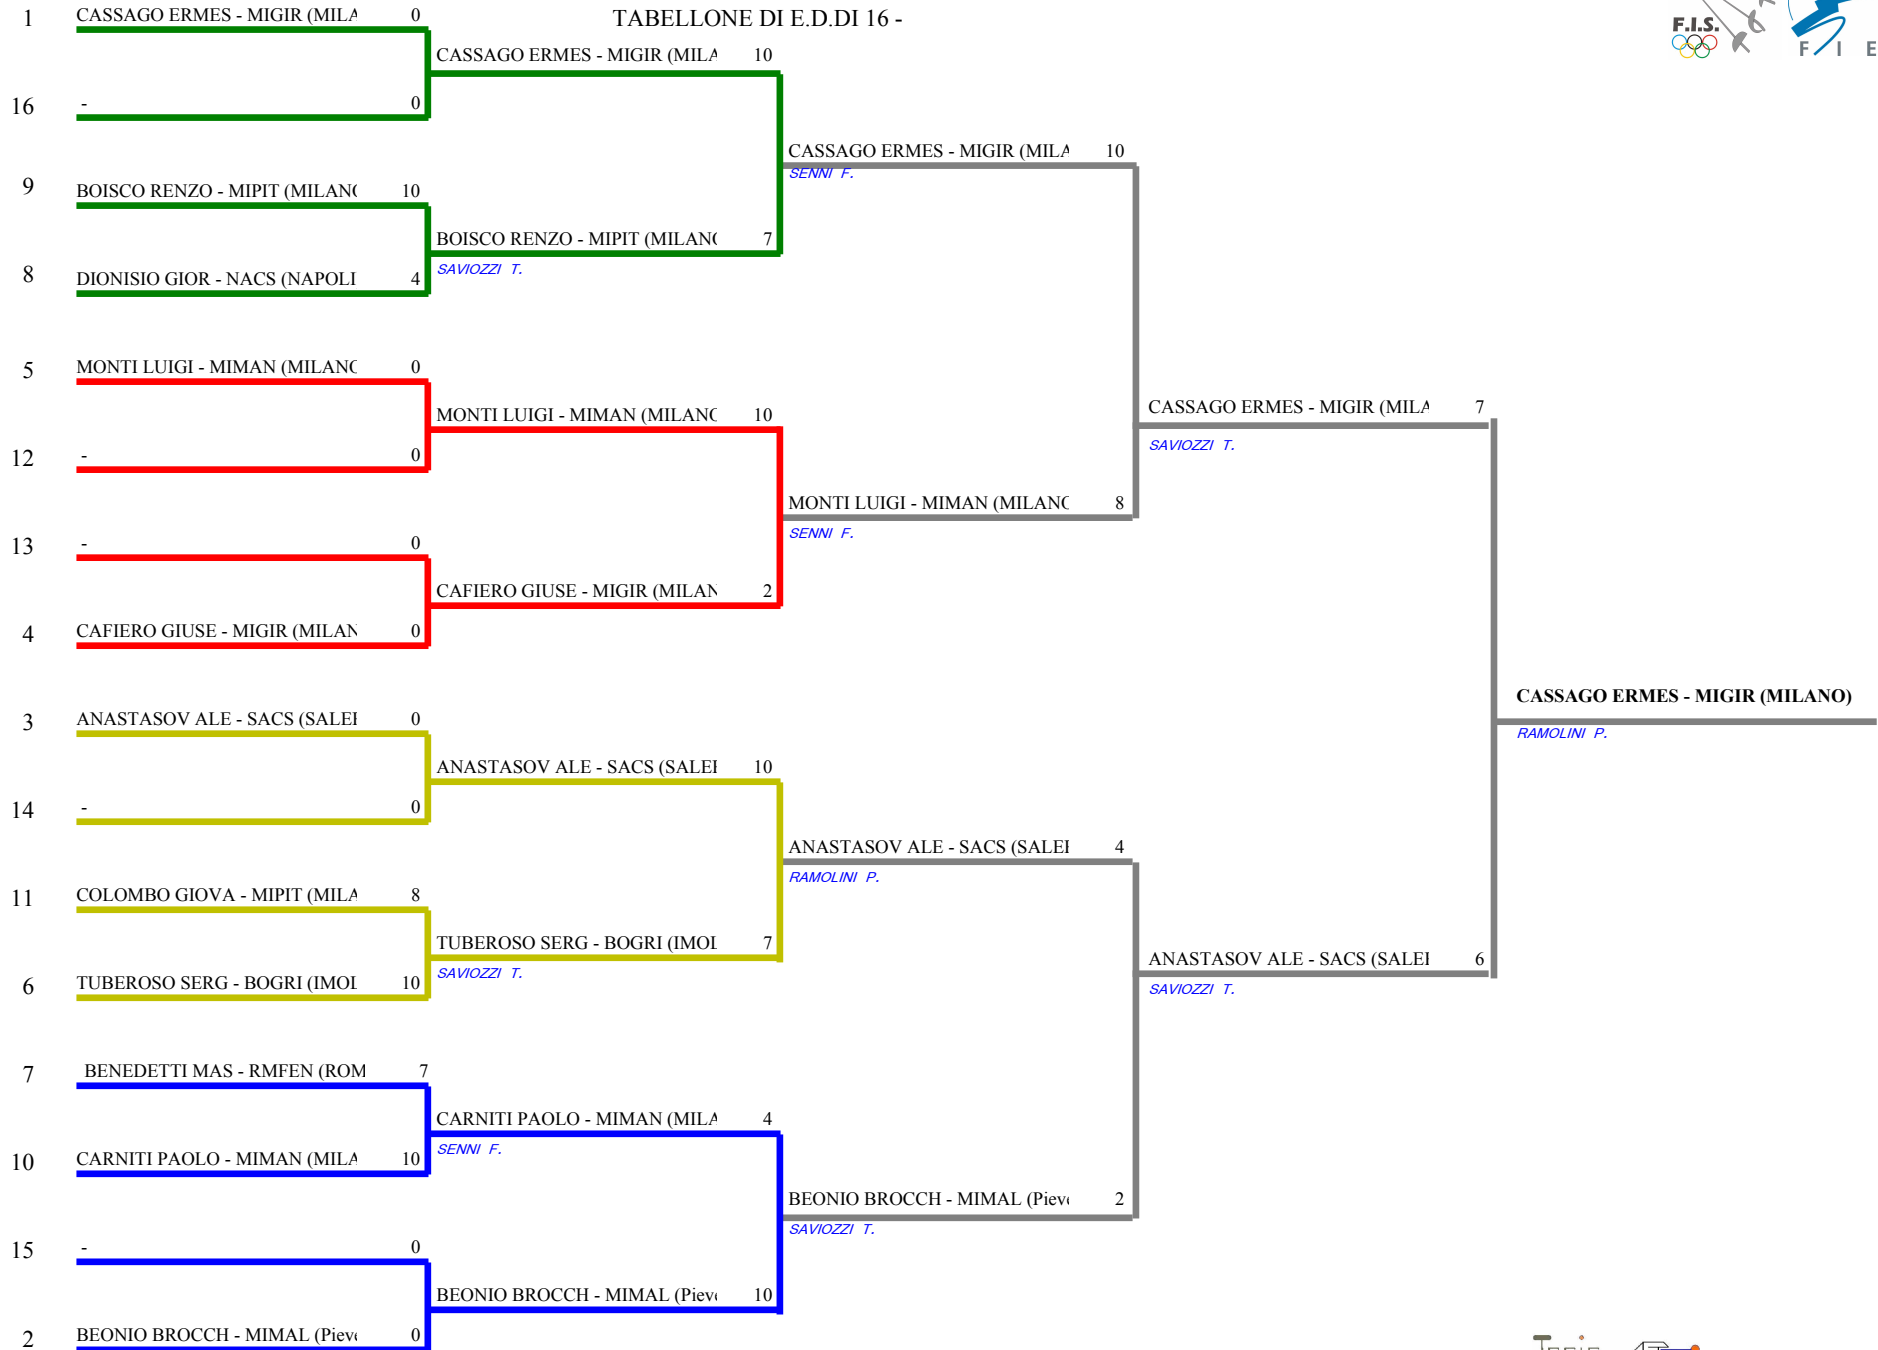 TABELLONE DI E.D.DI 16 -
F.I.S.
F I E
1 CASSAGO ERMES - MIGIR (MILA 0
CASSAGO ERMES - MIGIR (MILA 10
16 - 0
CASSAGO ERMES - MIGIR (MILA 10
SENNI F.
9 BOISCO RENZO - MIPIT (MILANO 10
BOISCO RENZO - MIPIT (MILANO 7
SAVIOZZI T.
8 DIONISIO GIOR - NACS (NAPOLI 4
5 MONTI LUIGI - MIMAN (MILANO 0
MONTI LUIGI - MIMAN (MILANO 10
CASSAGO ERMES - MIGIR (MILA 7
SAVIOZZI T.
12 - 0
MONTI LUIGI - MIMAN (MILANO 8
SENNI F.
13 - 0
CAFIERO GIUSE - MIGIR (MILAN 2
4 CAFIERO GIUSE - MIGIR (MILAN 0
CASSAGO ERMES - MIGIR (MILANO)
RAMOLINI P.
3 ANASTASOV ALE - SACS (SALER 0
ANASTASOV ALE - SACS (SALER 10
14 - 0
ANASTASOV ALE - SACS (SALER 4
RAMOLINI P.
11 COLOMBO GIOVA - MIPIT (MILA 8
TUBEROSO SERG - BOGRI (IMOL 7
SAVIOZZI T.
ANASTASOV ALE - SACS (SALER 6
SAVIOZZI T.
6 TUBEROSO SERG - BOGRI (IMOL 10
7 BENEDETTI MAS - RMFEN (ROM 7
CARNITI PAOLO - MIMAN (MILA 4
SENNI F.
10 CARNITI PAOLO - MIMAN (MILA 10
BEONIO BROCCH - MIMAL (Pieve 2
SAVIOZZI T.
15 - 0
BEONIO BROCCH - MIMAL (Pieve 10
2 BEONIO BROCCH - MIMAL (Pieve 0